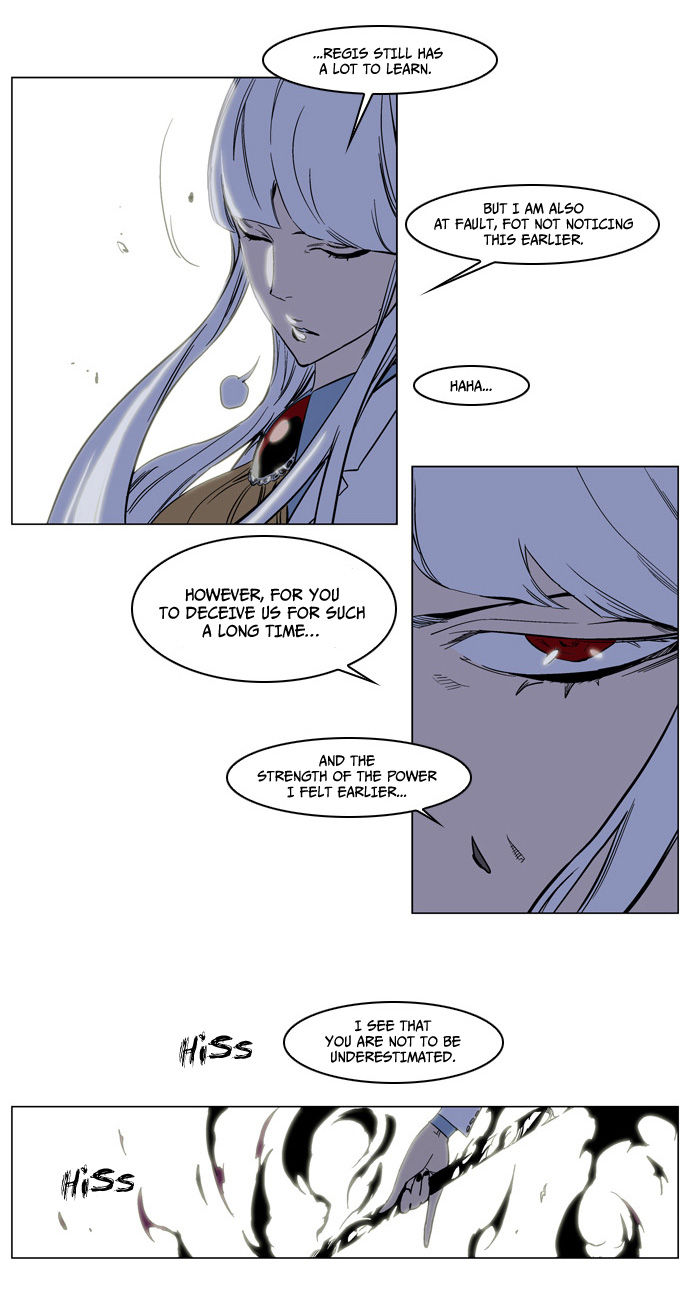 ...REGIS STILL HAS
A LOT TO LEARN.
BUT I AM ALSO
AT FAULT, FOT NOT NOTICING
THIS EARLIER.
HAHA...
HOWEVER, FOR YOU
TO DECEIVE US FOR SUCH
A LONG TIME...
AND THE
STRENGTH OF THE POWER
I FELT EARLIER...
I SEE THAT
YOU ARE NOT TO BE
UNDERESTIMATED.
HiSS
HiSS